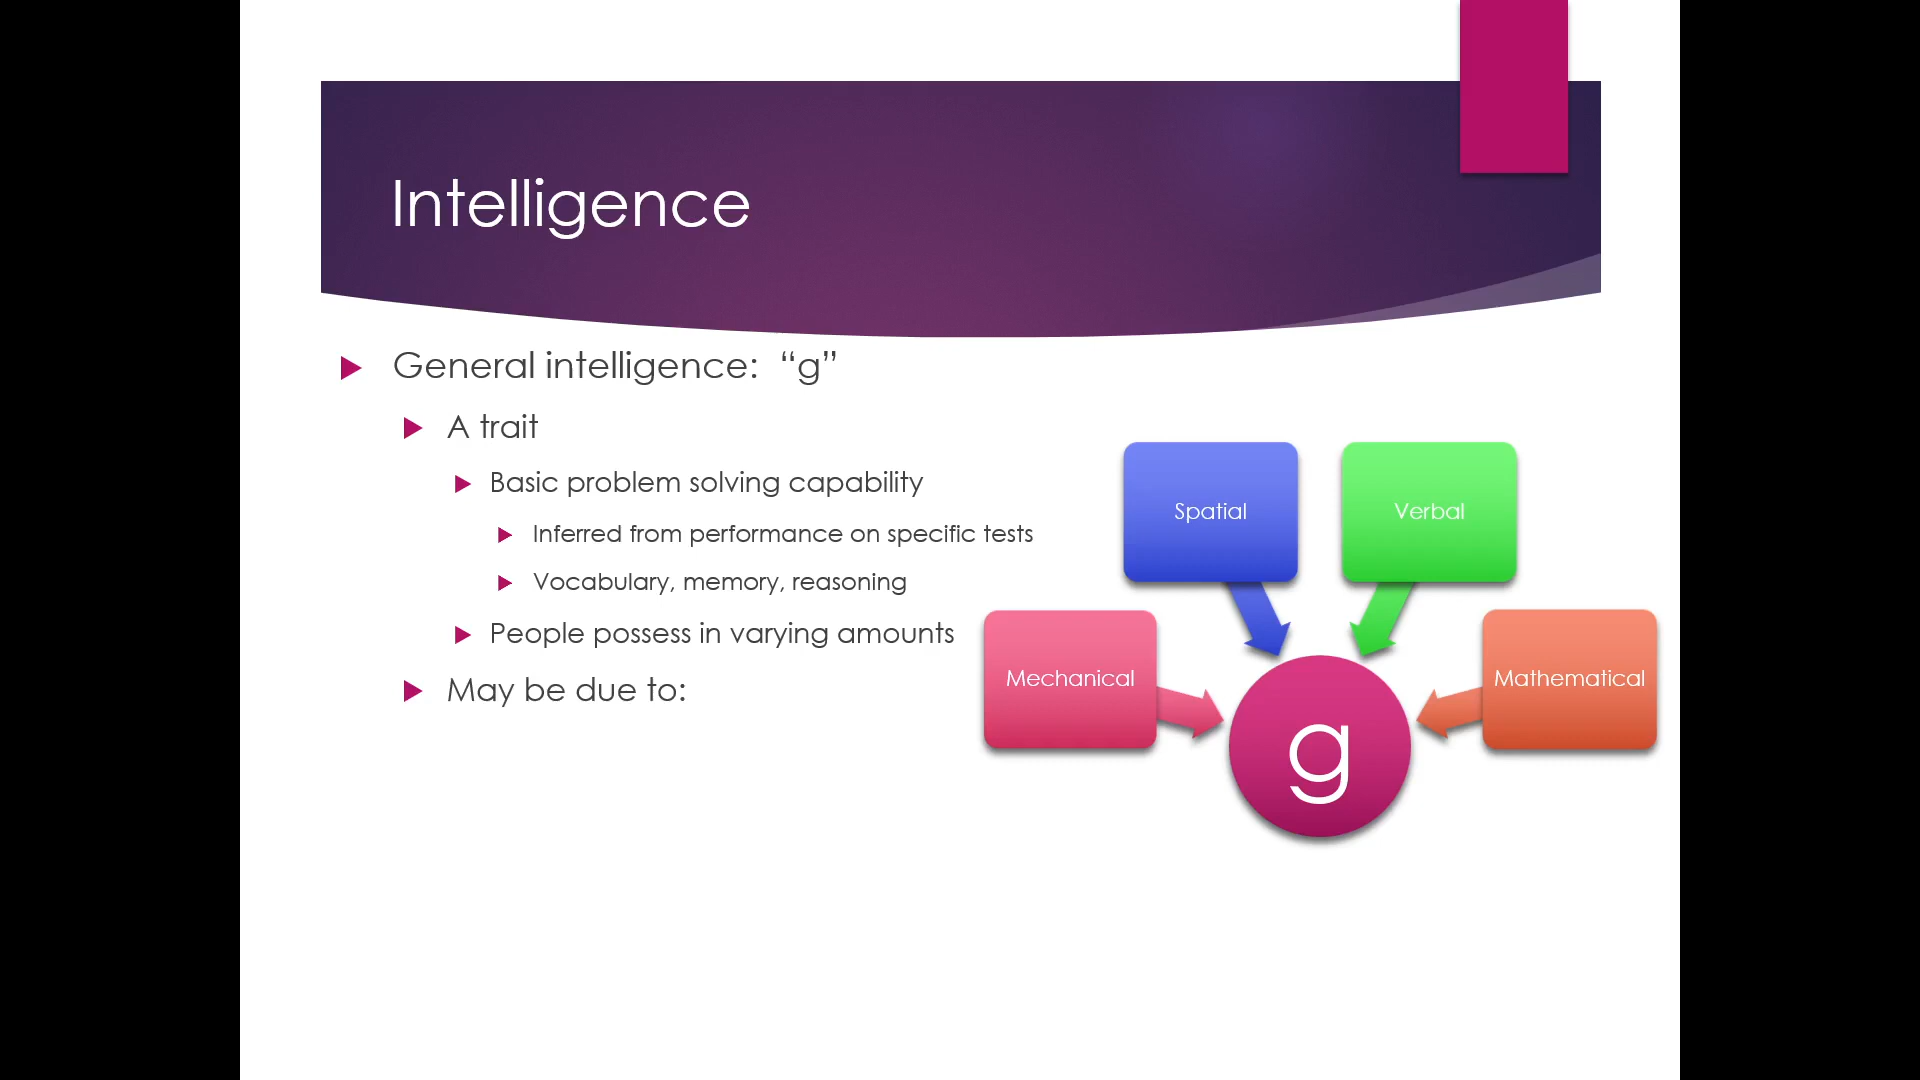 Intelligence
General intelligence:  “g”
A trait
Basic problem solving capability
Inferred from performance on specific tests
Vocabulary, memory, reasoning
People possess in varying amounts
May be due to:
Spatial
Verbal
Mechanical
Mathematical
g